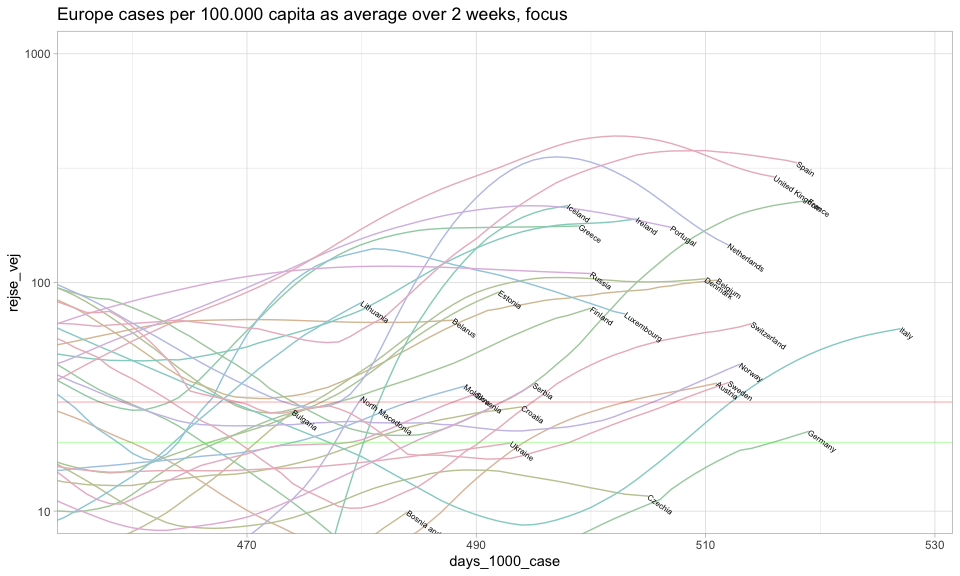 Europe cases per 100.000 capita as average over 2 weeks, focus
1000
Spain
United Kingdom
France
Iceland
Ireland
Greece
Portugal
Netherlands
100
Russia
Belgium
Denmark
Estonia
Lithuania
Finland
Luxembourg
Belarus
Switzerland
Italy
Norway
Serbia
Sweden
Austria
Moldova
Slovenia
North Macedonia
Croatia
Bulgaria
Ukraine
Germany
Czechia
10
Bosnia and
rejse_vej
470
490
510
530
days_1000_case